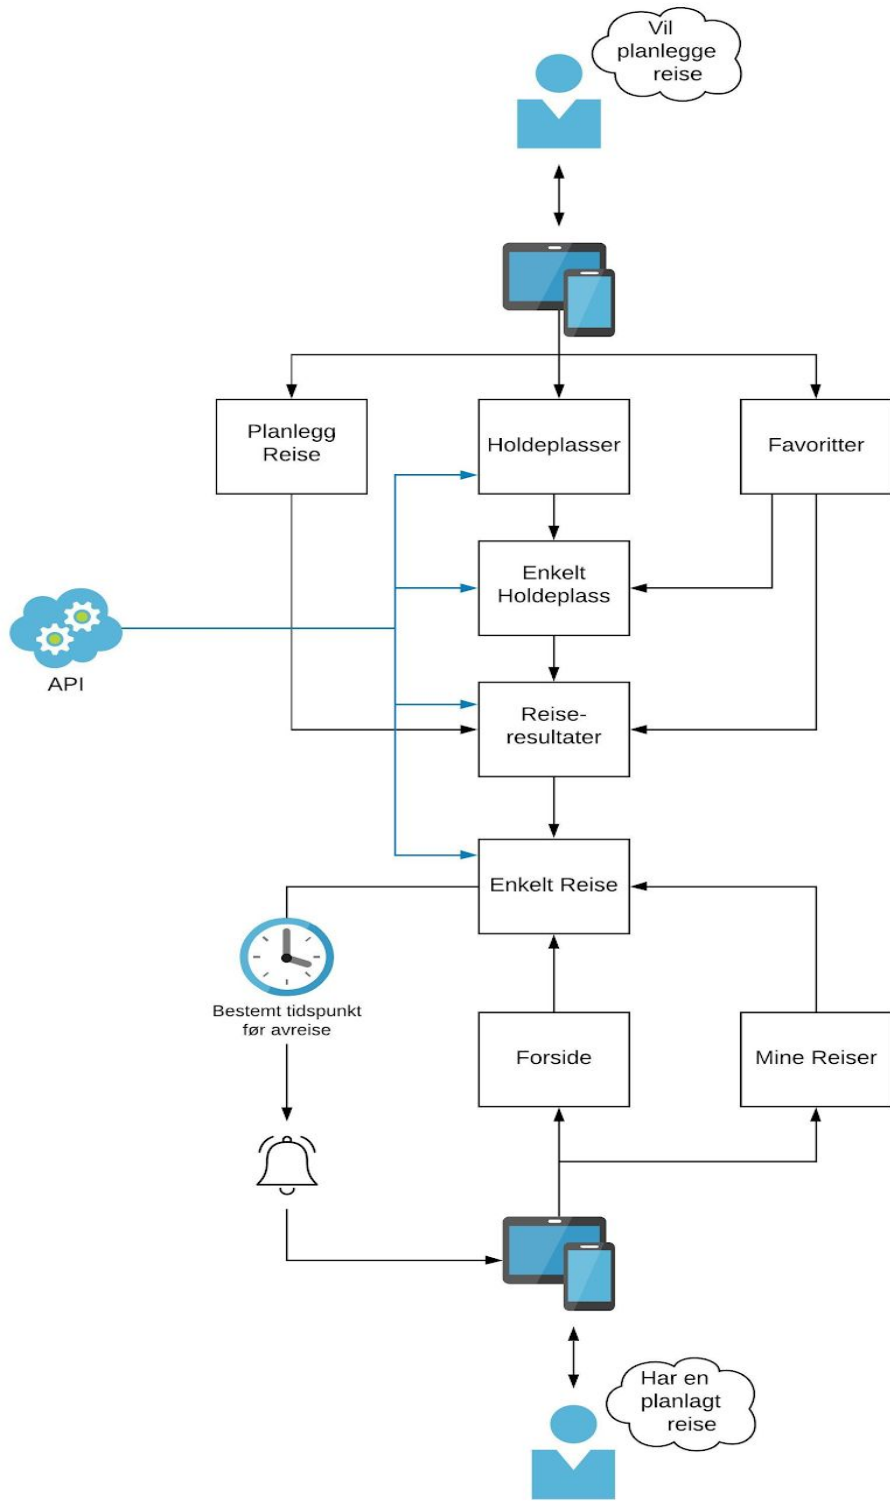 Vil
planlegge
reise
Planlegg
Reise
Holdeplasser
Favoritter
Enkelt
Holdeplass
API
Reise-
resultater
Enkelt Reise
Bestemt tidspunkt
før avreise
Forside
Mine Reiser
Har en
planlagt
reise